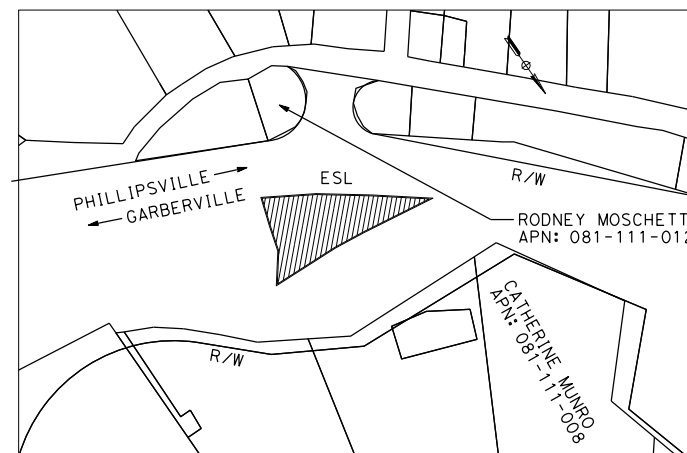 ESL
R/W
PHILLIPSVILLE
GARBERVILLE
RODNEY MOSCHETT
APN: 081-111-012
CATHERINE MUNRO
APN: 081-111-008
R/W